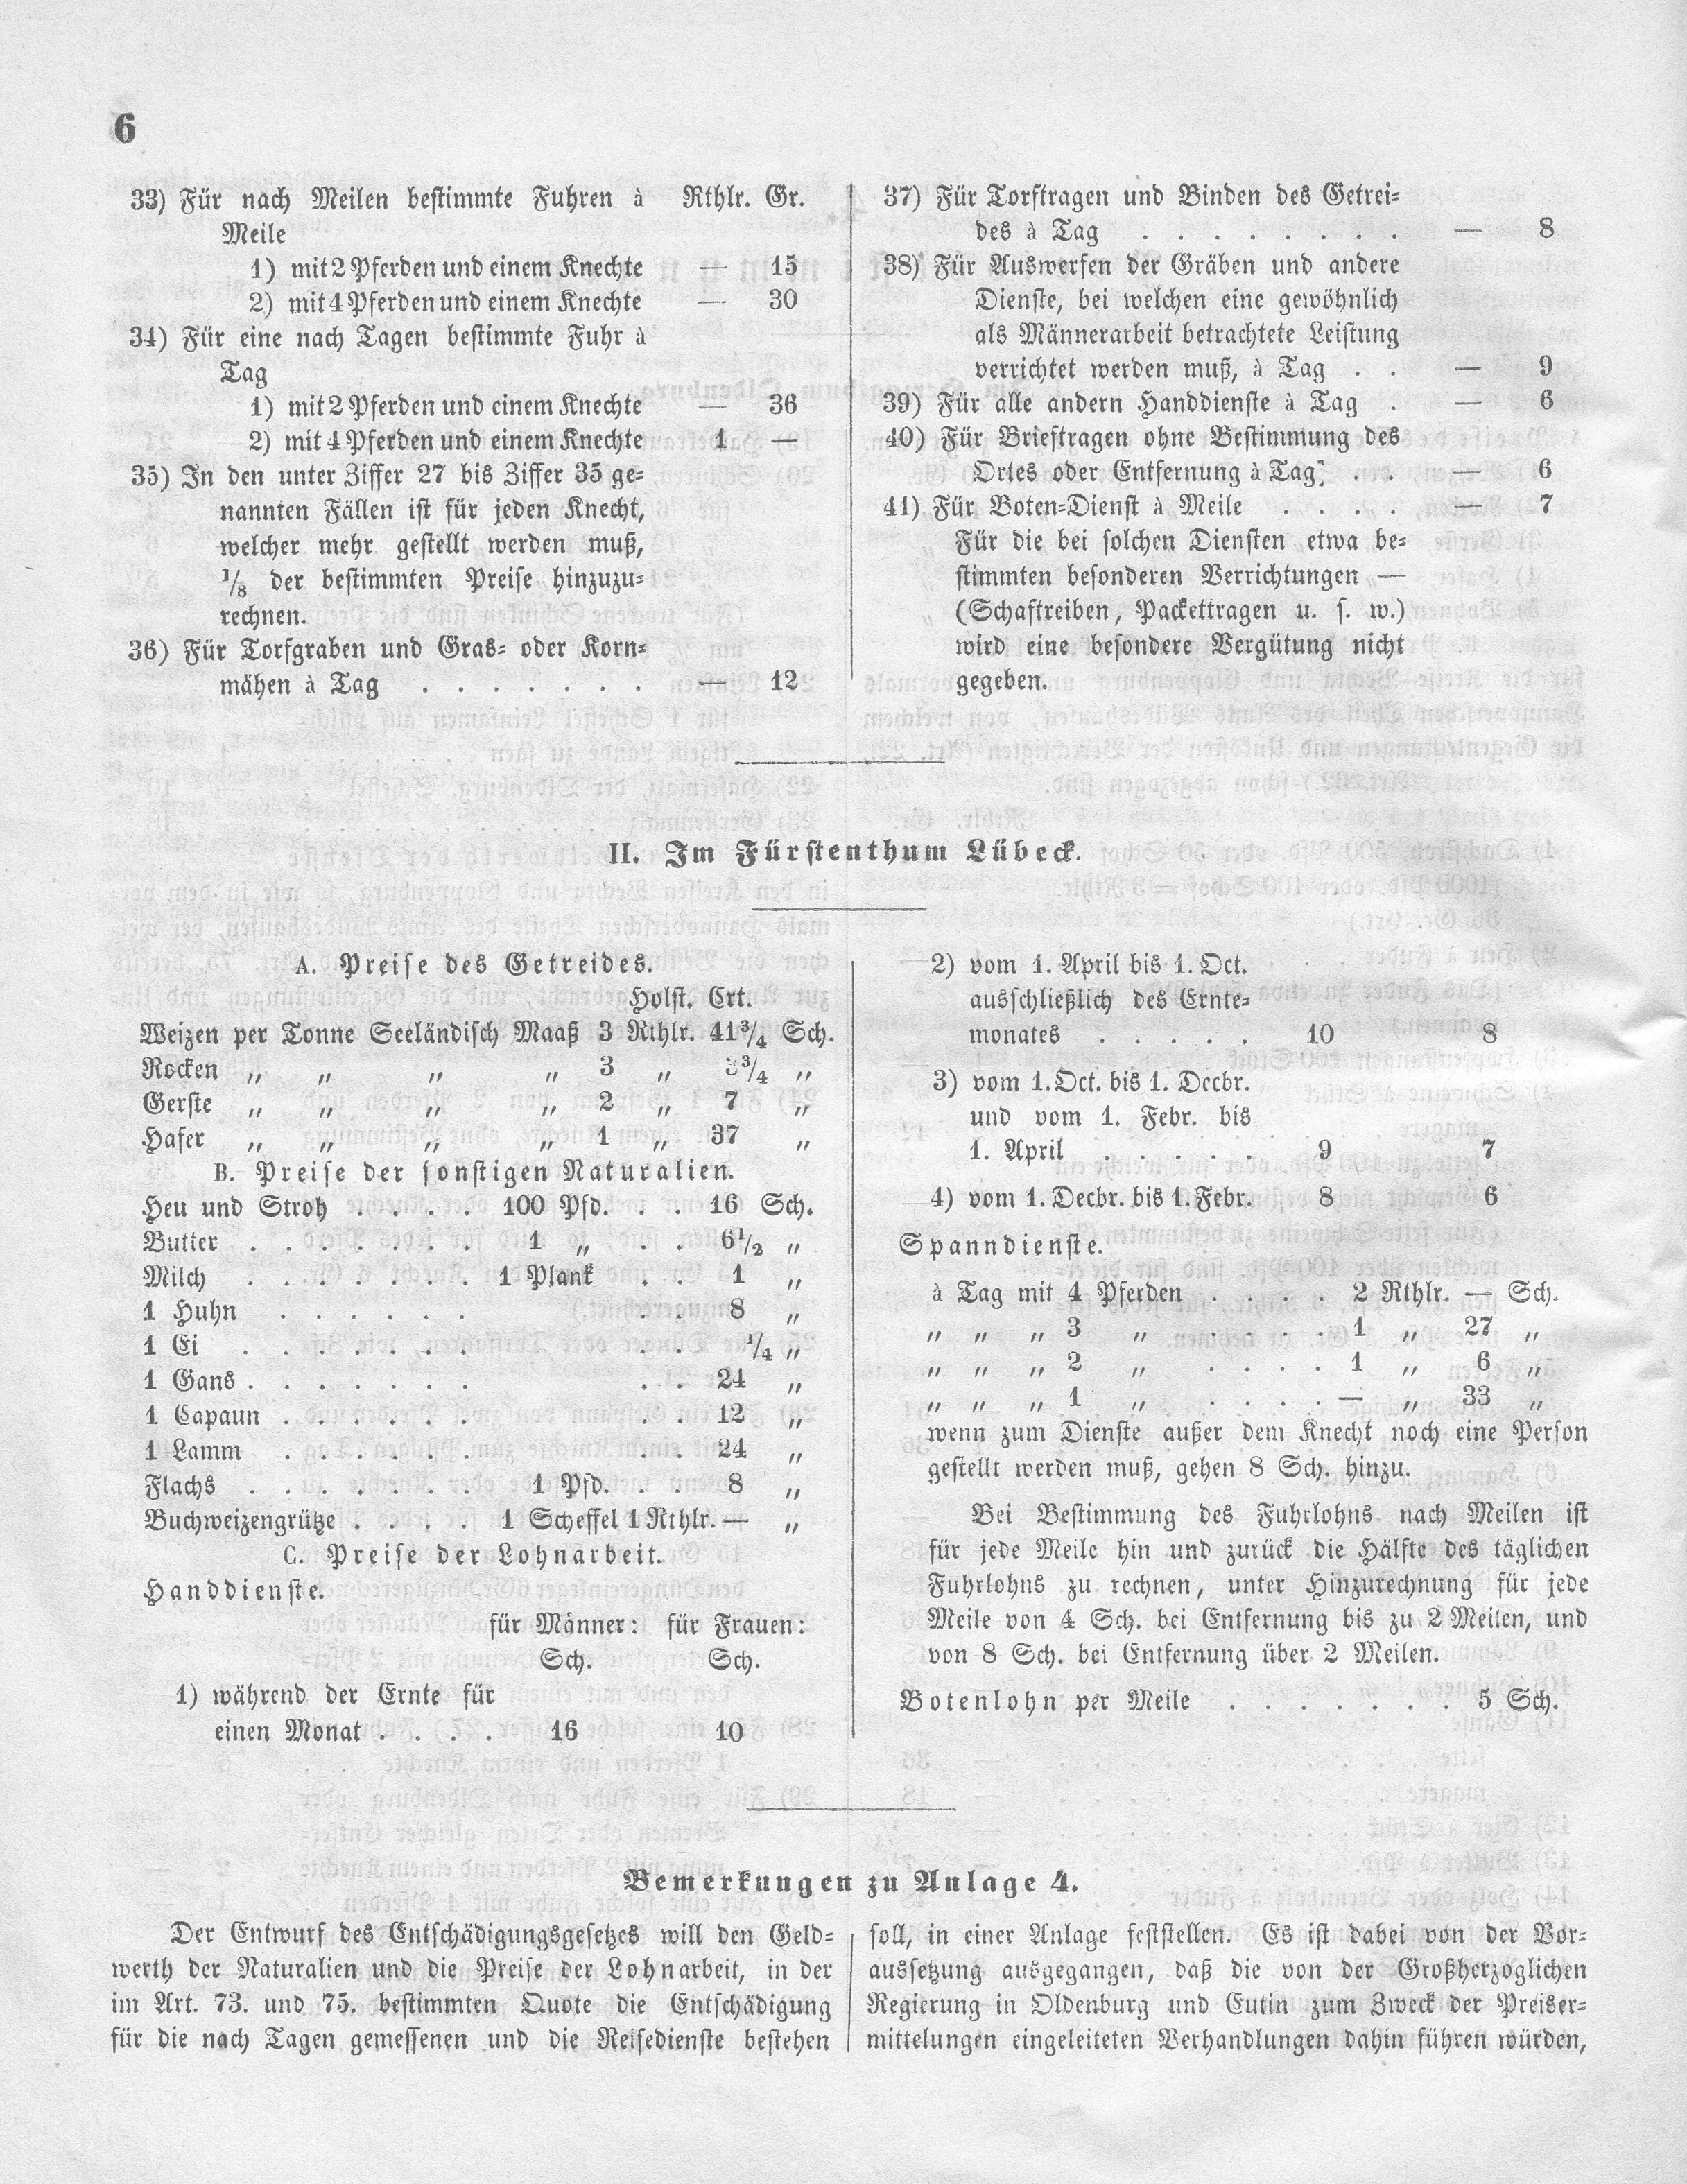 6
33) Für nach Meilen bestimmte Fuhren à Rthlr. Gr.
Meile
1) mit 2 Pferden und einem Knechte — 15
2) mit 4 Pferden und einem Knechte — 30
34) Für eine nach Tagen bestimmte Fuhr à
Tag
1) mit 2 Pferden und einem Knechte — 36
2) mit 4 Pferden und einem Knechte 1 —
35) In den unter Ziffer 27 bis Ziffer 35 ge-
nannten Fällen ist für jeden Knecht,
welcher mehr gestellt werden muß,
1/8 der bestimmten Preise hinzuzu-
rechnen.
36) Für Torfgraben und Gras- oder Korn-
mähen à Tag . . . . . . . — 12
37) Für Torftragen und Binden des Getrei-
des à Tag . . . . . . . . — 8
38) Für Auswerfen der Gräben und andere
Dienste, bei welchen eine gewöhnlich
als Männerarbeit betrachtete Leistung
verrichtet werden muß, à Tag . . — 9
39) Für alle andern Handdienste à Tag . — 6
40) Für Brieftragen ohne Bestimmung des
Ortes oder Entfernung à Tag . . — 6
41) Für Boten-Dienst à Meile . . . . — 7
Für die bei solchen Diensten etwa be-
stimmten besonderen Verrichtungen —
(Schaftreiben, Packettragen u. s. w.)
wird eine besondere Vergütung nicht
gegeben.
II. Im Fürstenthum Lübeck.
A. Preise des Getreides.
Holst. Crt.
Weizen per Tonne Seeländisch Maaß 3 Rthlr. 41 3/4 Sch.
Rocken „ „ „ „ 3 „ 3 3/4 „
Gerste „ „ „ „ 2 „ 7 „
Hafer „ „ „ „ 1 „ 37 „
B. Preise der sonstigen Naturalien.
Heu und Stroh . . . . 100 Pfd. . . 16 Sch.
Butter . . . . . . . 1 „ . . 6 1/2 „
Milch . . . . . . . 1 Plank . . 1 „
1 Huhn . . . . . . . . 8 „
1 Ei . . . . . . . . . 1/4 „
1 Gans . . . . . . . . . 24 „
1 Capaun . . . . . . . . 12 „
1 Lamm . . . . . . . . 24 „
Flachs . . . . . . . 1 Pfd. . . 8 „
Buchweizengrütze . . . . 1 Scheffel 1 Rthlr. — „
C. Preise der Lohnarbeit.
Handdienste.
für Männer: für Frauen:
Sch. Sch.
1) während der Ernte für
einen Monat . . . . 16 10
2) vom 1. April bis 1. Oct.
ausschließlich des Ernte-
monates . . . . . 10 8
3) vom 1. Oct. bis 1. Decbr.
und vom 1. Febr. bis
1. April . . . . . 9 7
4) vom 1. Decbr. bis 1. Febr. 8 6
Spanndienste.
à Tag mit 4 Pferden . . . . 2 Rthlr. — Sch.
„ „ „ 3 „ . . . . 1 „ 27 „
„ „ „ 2 „ . . . . 1 „ 6 „
„ „ „ 1 „ . . . . — „ 33 „
wenn zum Dienste außer dem Knecht noch eine Person
gestellt werden muß, gehen 8 Sch. hinzu.
Bei Bestimmung des Fuhrlohns nach Meilen ist
für jede Meile hin und zurück die Hälfte des täglichen
Fuhrlohns zu rechnen, unter Hinzurechnung für jede
Meile von 4 Sch. bei Entfernung bis zu 2 Meilen, und
von 8 Sch. bei Entfernung über 2 Meilen.
Botenlohn per Meile . . . . . . . 5 Sch.
Bemerkungen zu Anlage 4.
Der Entwurf des Entschädigungsgesetzes will den Geld-
werth der Naturalien und die Preise der Lohnarbeit, in der
im Art. 73. und 75. bestimmten Quote die Entschädigung
für die nach Tagen gemessenen und die Reisedienste bestehen
soll, in einer Anlage feststellen. Es ist dabei von der Vor-
aussetzung ausgegangen, daß die von der Großherzoglichen
Regierung in Oldenburg und Eutin zum Zweck der Preiser-
mittelungen eingeleiteten Verhandlungen dahin führen würden,